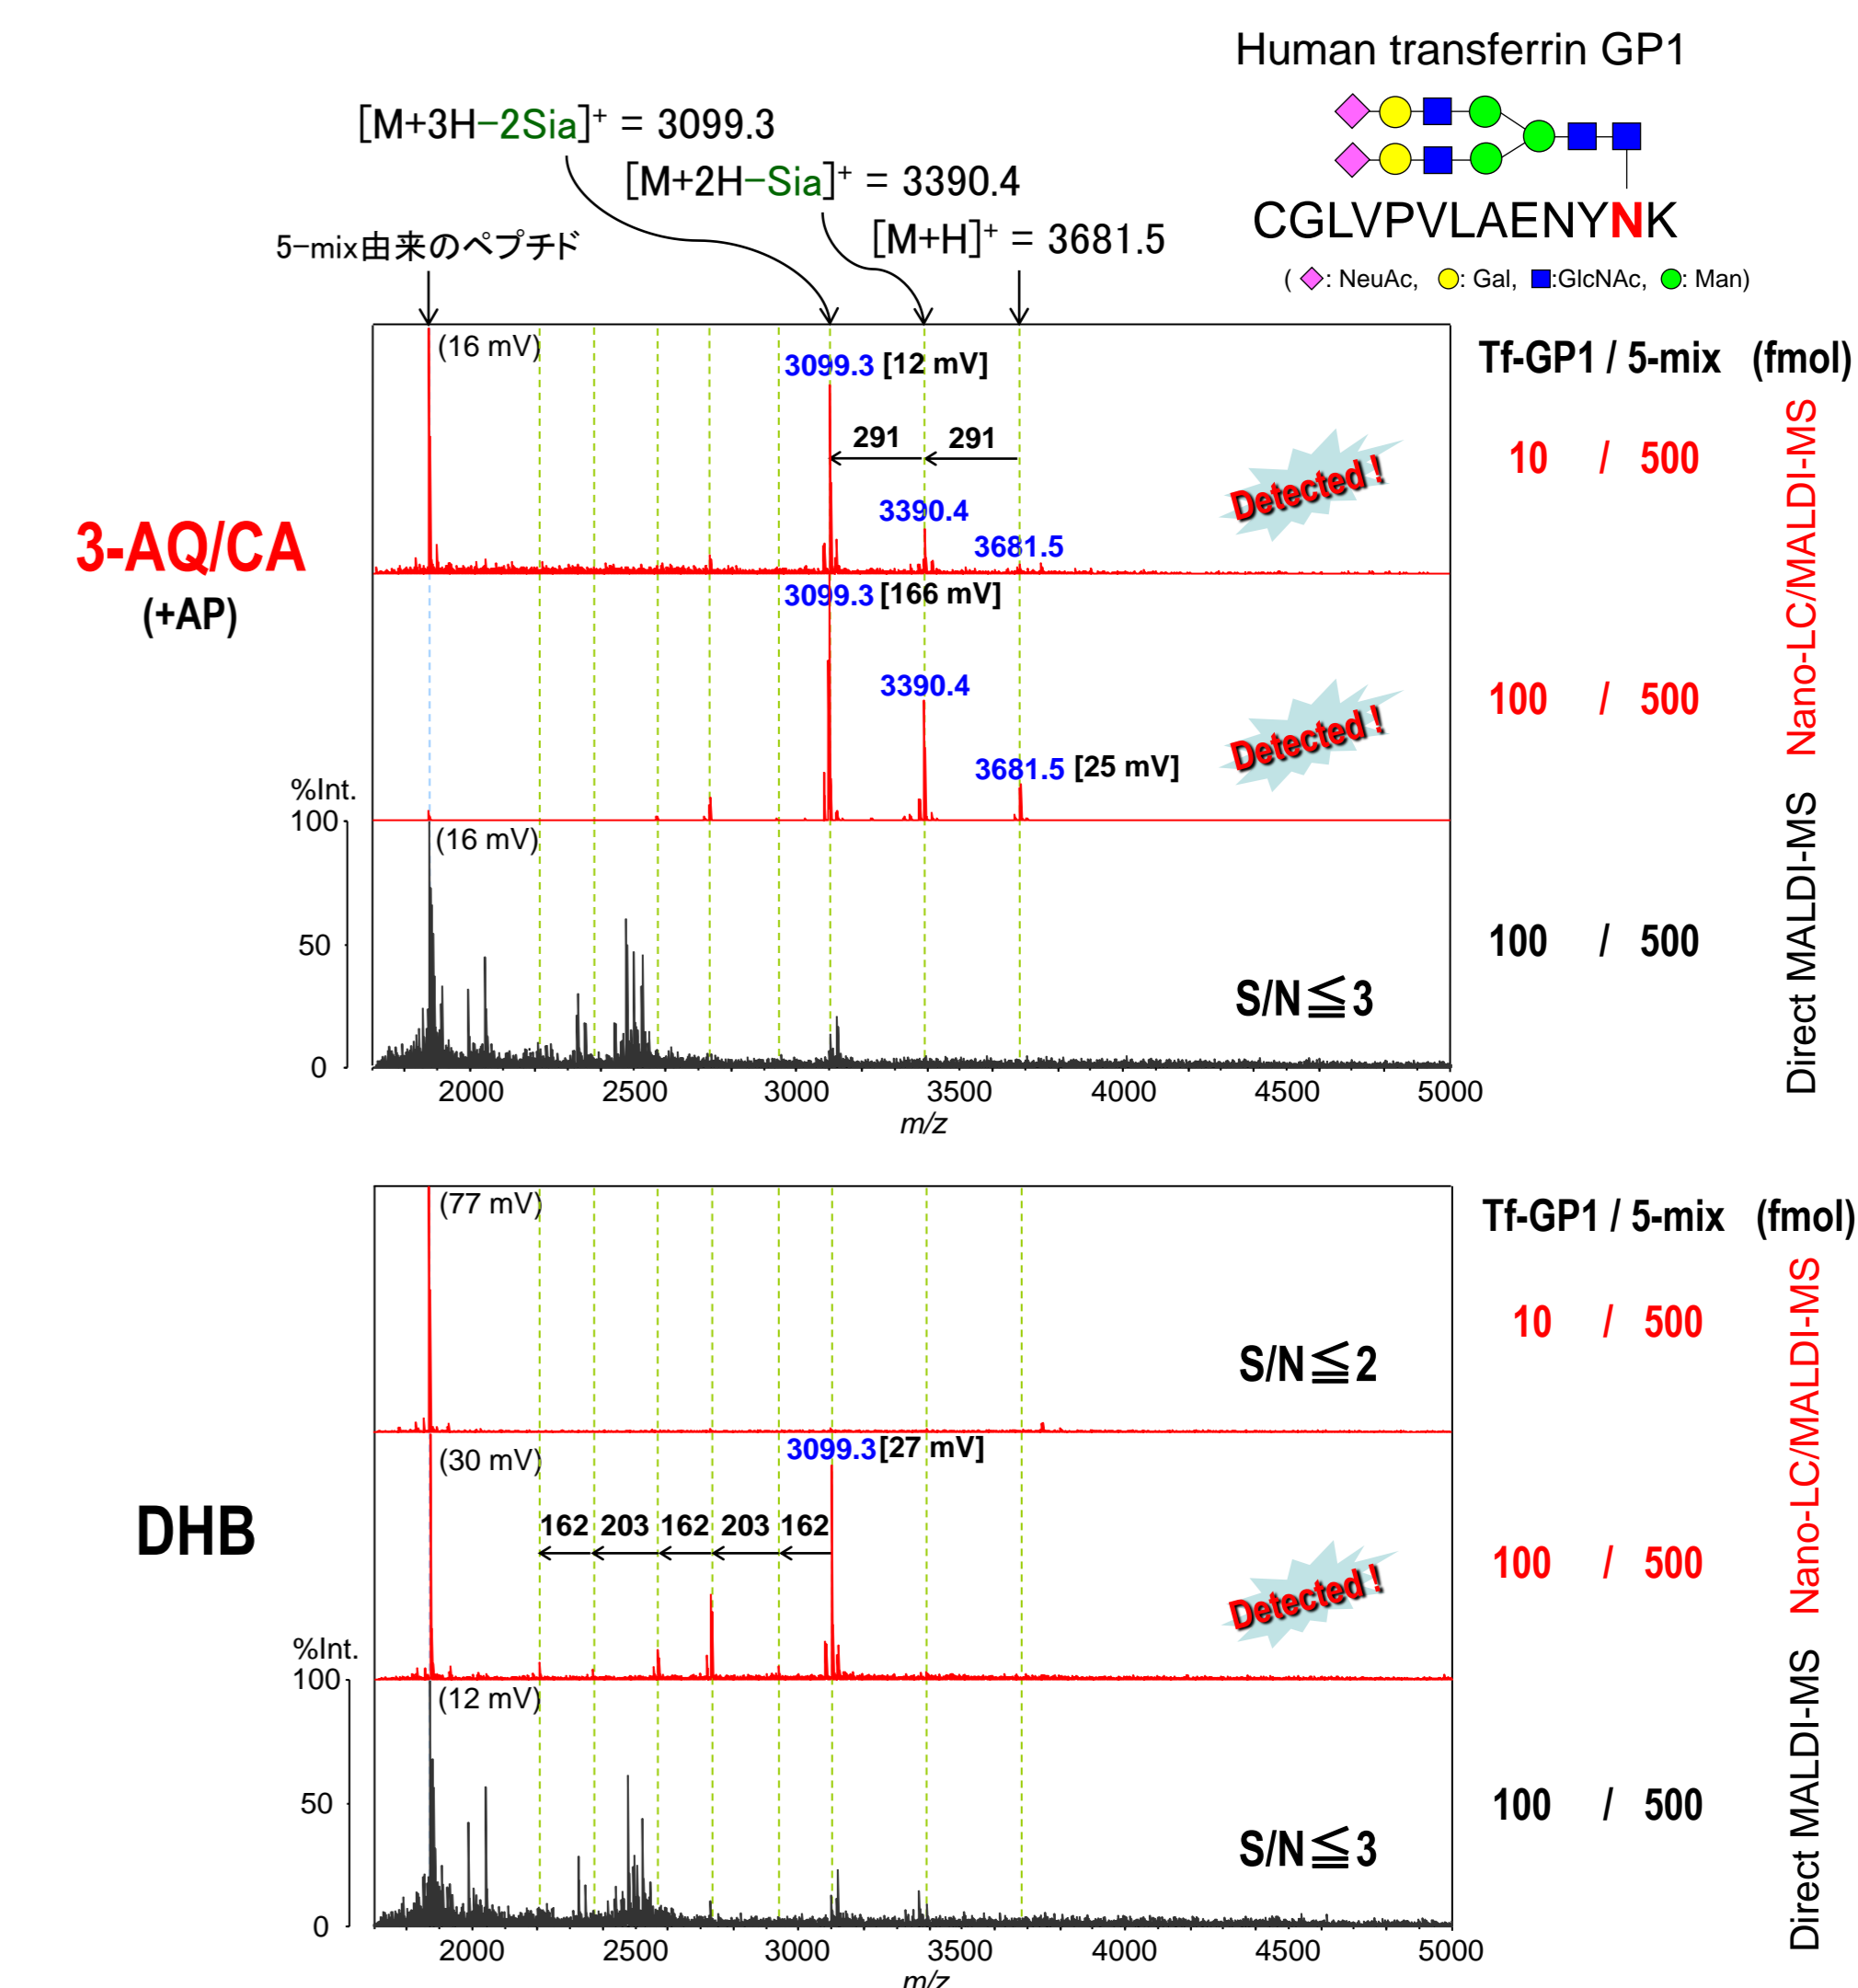 Human transferrin GP1
[M+3H-2Sia]+ = 3099.3
[M+2H-Sia]+ = 3390.4
[M+H]+ = 3681.5
5-mix由来のペプチド
CGLVPVLAENYNK
( : NeuAc, : Gal, :GlcNAc, : Man)
Tf-GP1 / 5-mix (fmol)
3-AQ/CA
(+AP)
(16 mV)
3099.3 [12 mV]
291 291
3390.4
3681.5
Detected !
10 / 500
3099.3 [166 mV]
3390.4
3681.5 [25 mV]
Detected !
100 / 500
Nano-LC/MALDI-MS
%Int.
100
50
0
(16 mV)
S/N≦3
100 / 500
Direct MALDI-MS
2000 2500 3000 3500 4000 4500 5000
m/z
Tf-GP1 / 5-mix (fmol)
DHB
(77 mV)
S/N≦2
10 / 500
(30 mV)
3099.3 [27 mV]
162 203 162 203 162
Detected !
100 / 500
Nano-LC/MALDI-MS
%Int.
100
50
0
(12 mV)
S/N≦3
100 / 500
Direct MALDI-MS
2000 2500 3000 3500 4000 4500 5000
m/z